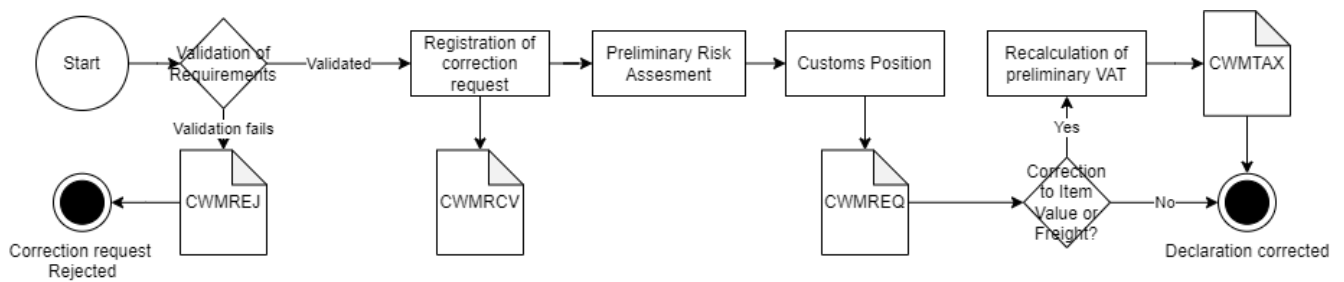 Start
Validation of
Requirements
Validated
Registration of
correction
request
Preliminary Risk
Assesment
Customs Position
Recalculation of
preliminary VAT
CWMTAX
Validation fails
Yes
CWMREJ
CWMRCV
CWMREQ
Correction
to Item
Value or
Freight?
No
Correction request
Rejected
Declaration corrected